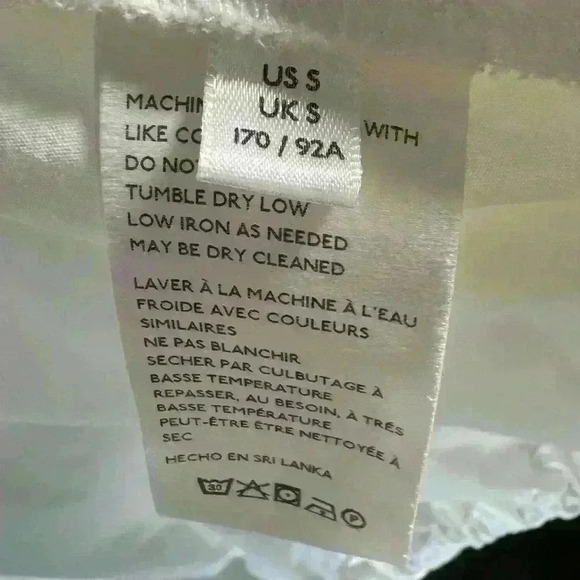 US S
UK S
170 / 92A
MACHIN
WITH
LIKE CO
DO NO
TUMBLE DRY LOW
LOW IRON AS NEEDED
MAY BE DRY CLEANED
LAVER À LA MACHINE À L'EAU
FROIDE AVEC COULEURS
SIMILAIRES
NE PAS BLANCHIR
SECHER PAR CULBUTAGE À
BASSE TEMPERATURE
REPASSER, AU BESOIN, À TRÉS
BASSE TEMPÉRATURE
PEUT-ÊTRE ÊTRE NETTOYÉE À
SEC
HECHO EN SRI LANKA
30
P